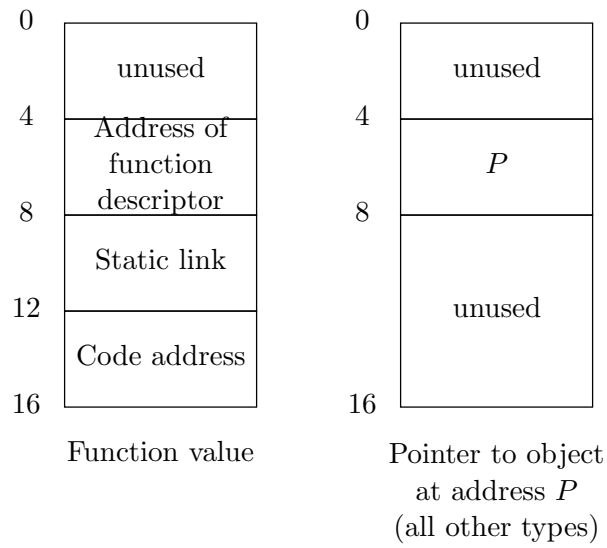 0
unused
4
Address of
function
descriptor
8
Static link
12
Code address
16
Function value
0
unused
4
P
8
unused
16
Pointer to object
at address P
(all other types)